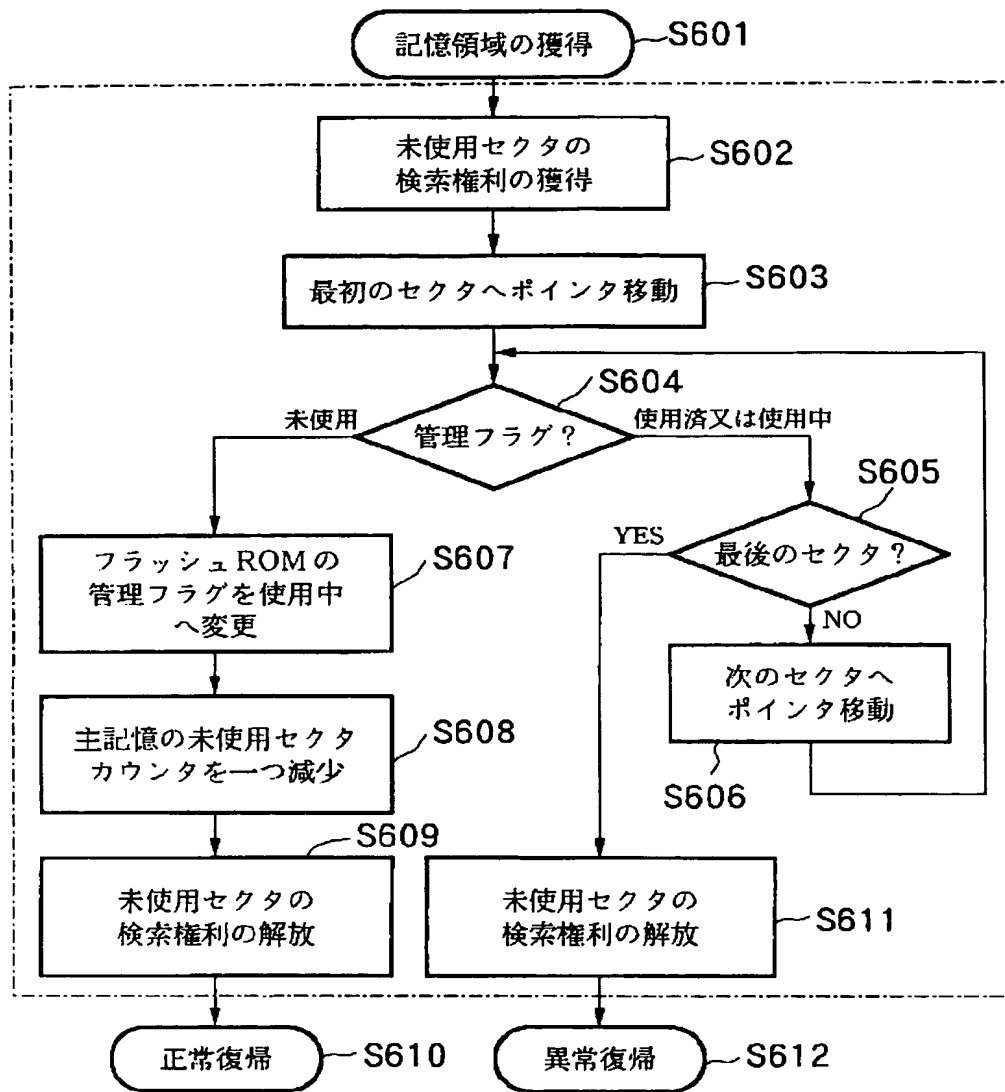 記憶領域の獲得
S601
未使用セクタの
検索権利の獲得
S602
最初のセクタへポインタ移動
S603
S604
管理フラグ？
未使用
使用済又は使用中
S605
最後のセクタ？
YES
NO
フラッシュROMの
管理フラグを使用中
へ変更
S607
次のセクタへ
ポインタ移動
S606
主記憶の未使用セクタ
カウンタを一つ減少
S608
S609
未使用セクタの
検索権利の解放
未使用セクタの
検索権利の解放
S611
正常復帰
S610
異常復帰
S612